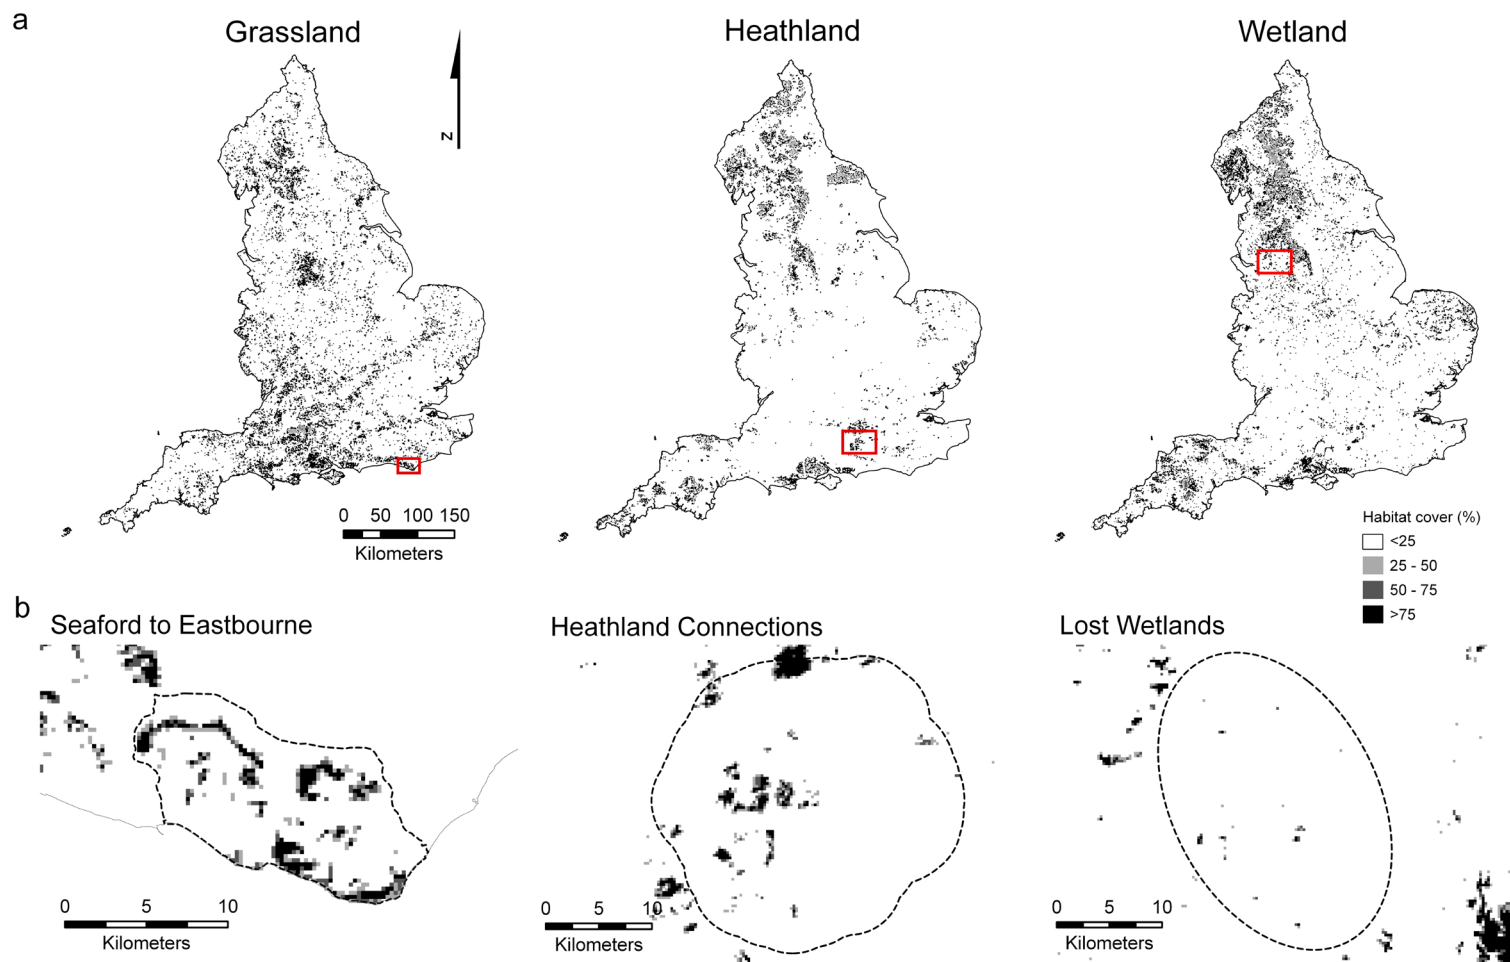 a
Grassland
Heathland
Wetland
N
0 50 100 150
Kilometers
Habitat cover (%)
<25
25 - 50
50 - 75
>75
b
Seaford to Eastbourne
Heathland Connections
Lost Wetlands
0 5 10
Kilometers
0 5 10
Kilometers
0 5 10
Kilometers